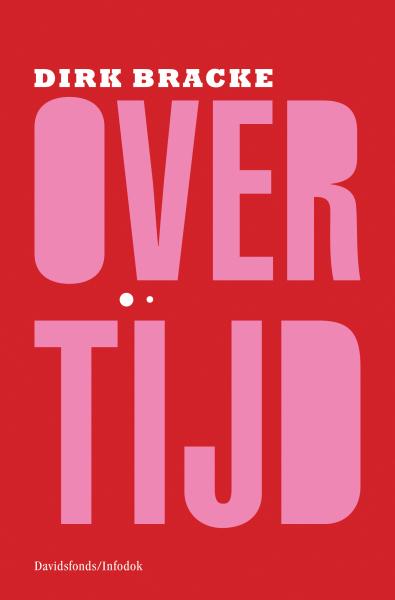 DIRK BRACKE
OVER
TIJD
Davidsfonds/Infodok